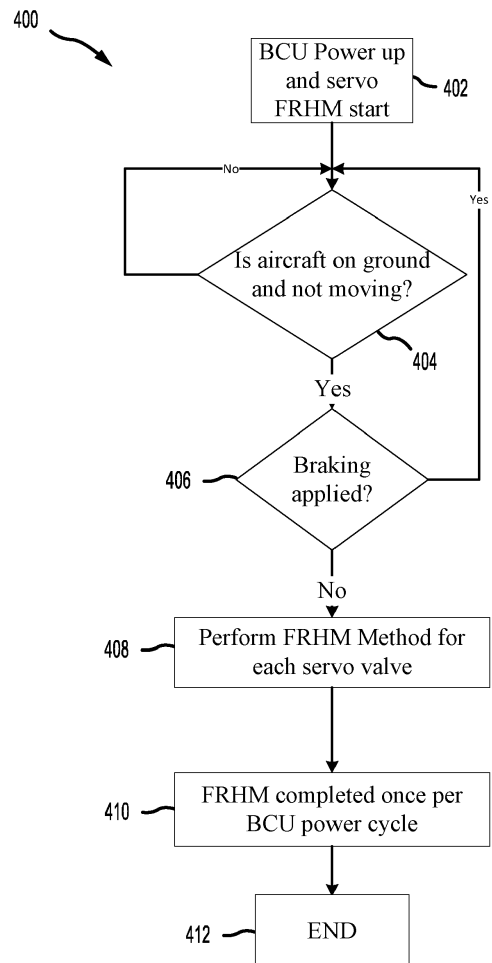 400
BCU Power up
and servo
FRHM start
402
No
Yes
Is aircraft on ground
and not moving?
404
Yes
Braking
applied?
406
No
Perform FRHM Method for
each servo valve
408
FRHM completed once per
BCU power cycle
410
END
412